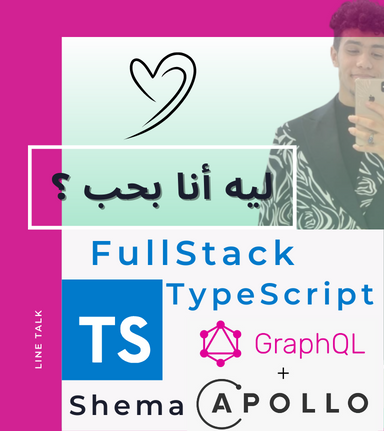 ليه أنا بحب ؟
FullStack
TypeScript
TS
GraphQL
+
Shema
APOLLO
LINE TALK